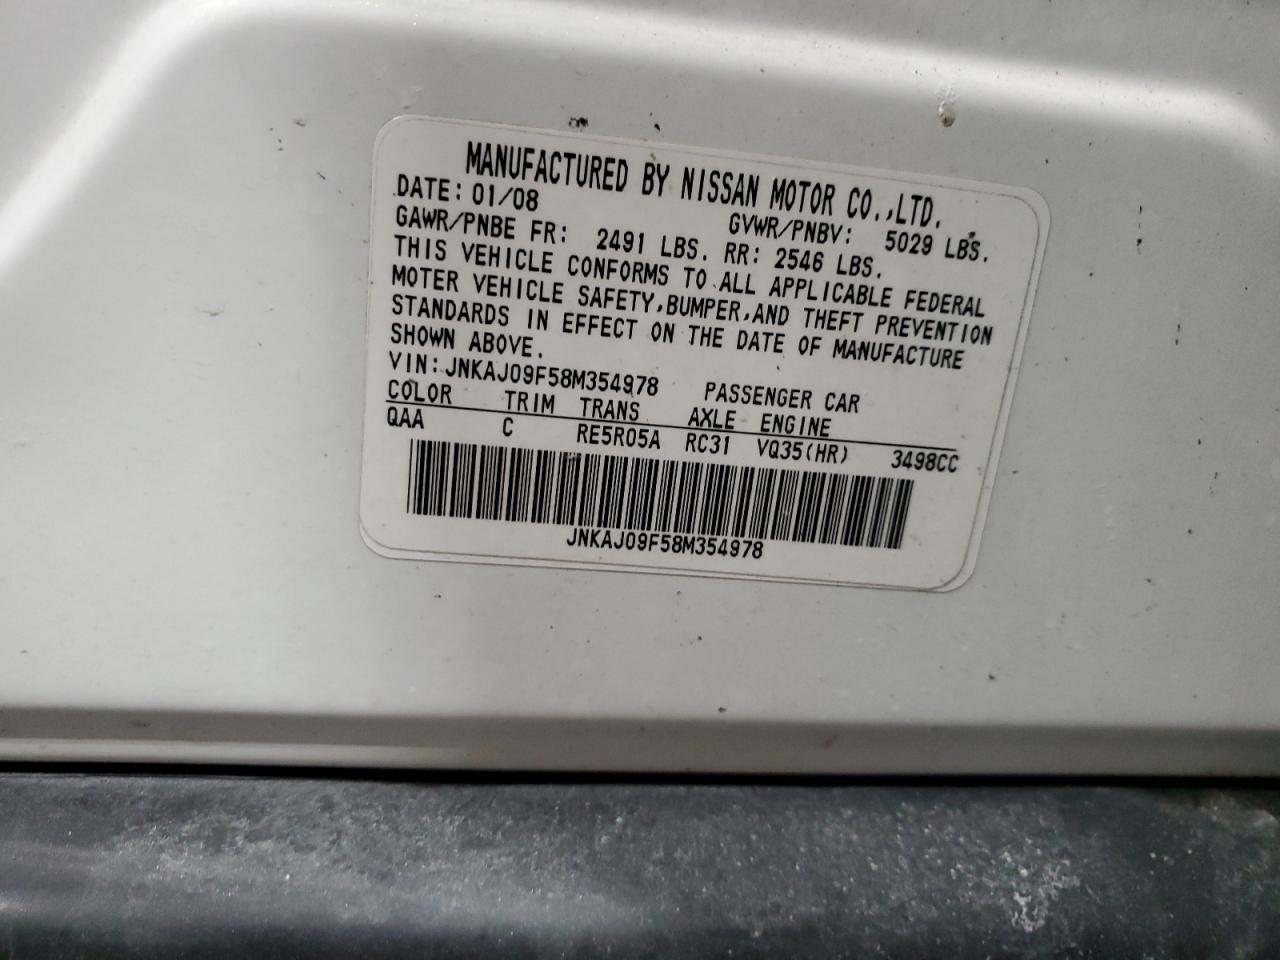 MANUFACTURED BY NISSAN MOTOR CO.,LTD.
DATE: 01/08 GVWR/PNBV: 5029 LBS.
GAWR/PNBE FR: 2491 LBS. RR: 2546 LBS.
THIS VEHICLE CONFORMS TO ALL APPLICABLE FEDERAL
MOTER VEHICLE SAFETY,BUMPER,AND THEFT PREVENTION
STANDARDS IN EFFECT ON THE DATE OF MANUFACTURE
SHOWN ABOVE.
VIN: JNKAJ09F58M354978 PASSENGER CAR
COLOR TRIM TRANS AXLE ENGINE
QAA C RE5R05A RC31 VQ35(HR) 3498CC
JNKAJ09F58M354978